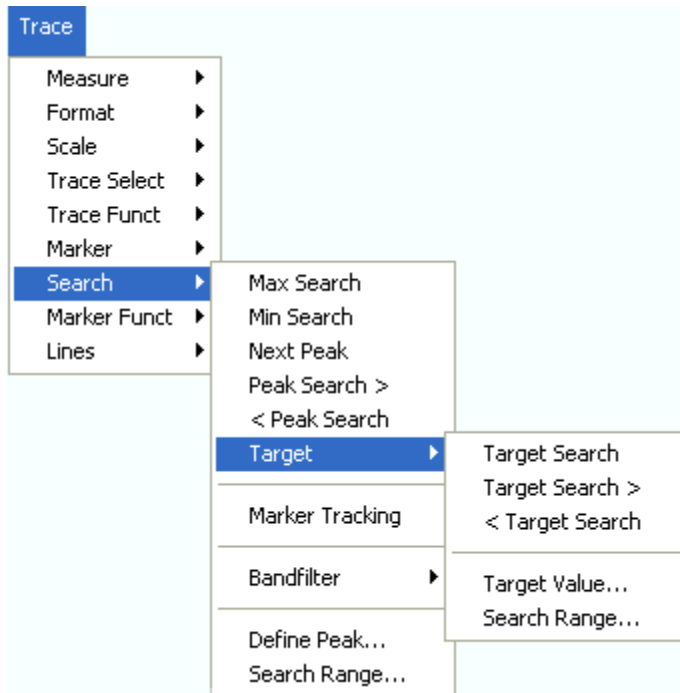 Trace
Measure
Format
Scale
Trace Select
Trace Funct
Marker
Search
Marker Funct
Lines
Max Search
Min Search
Next Peak
Peak Search >
< Peak Search
Target
Marker Tracking
Bandfilter
Define Peak...
Search Range...
Target Search
Target Search >
< Target Search
Target Value...
Search Range...